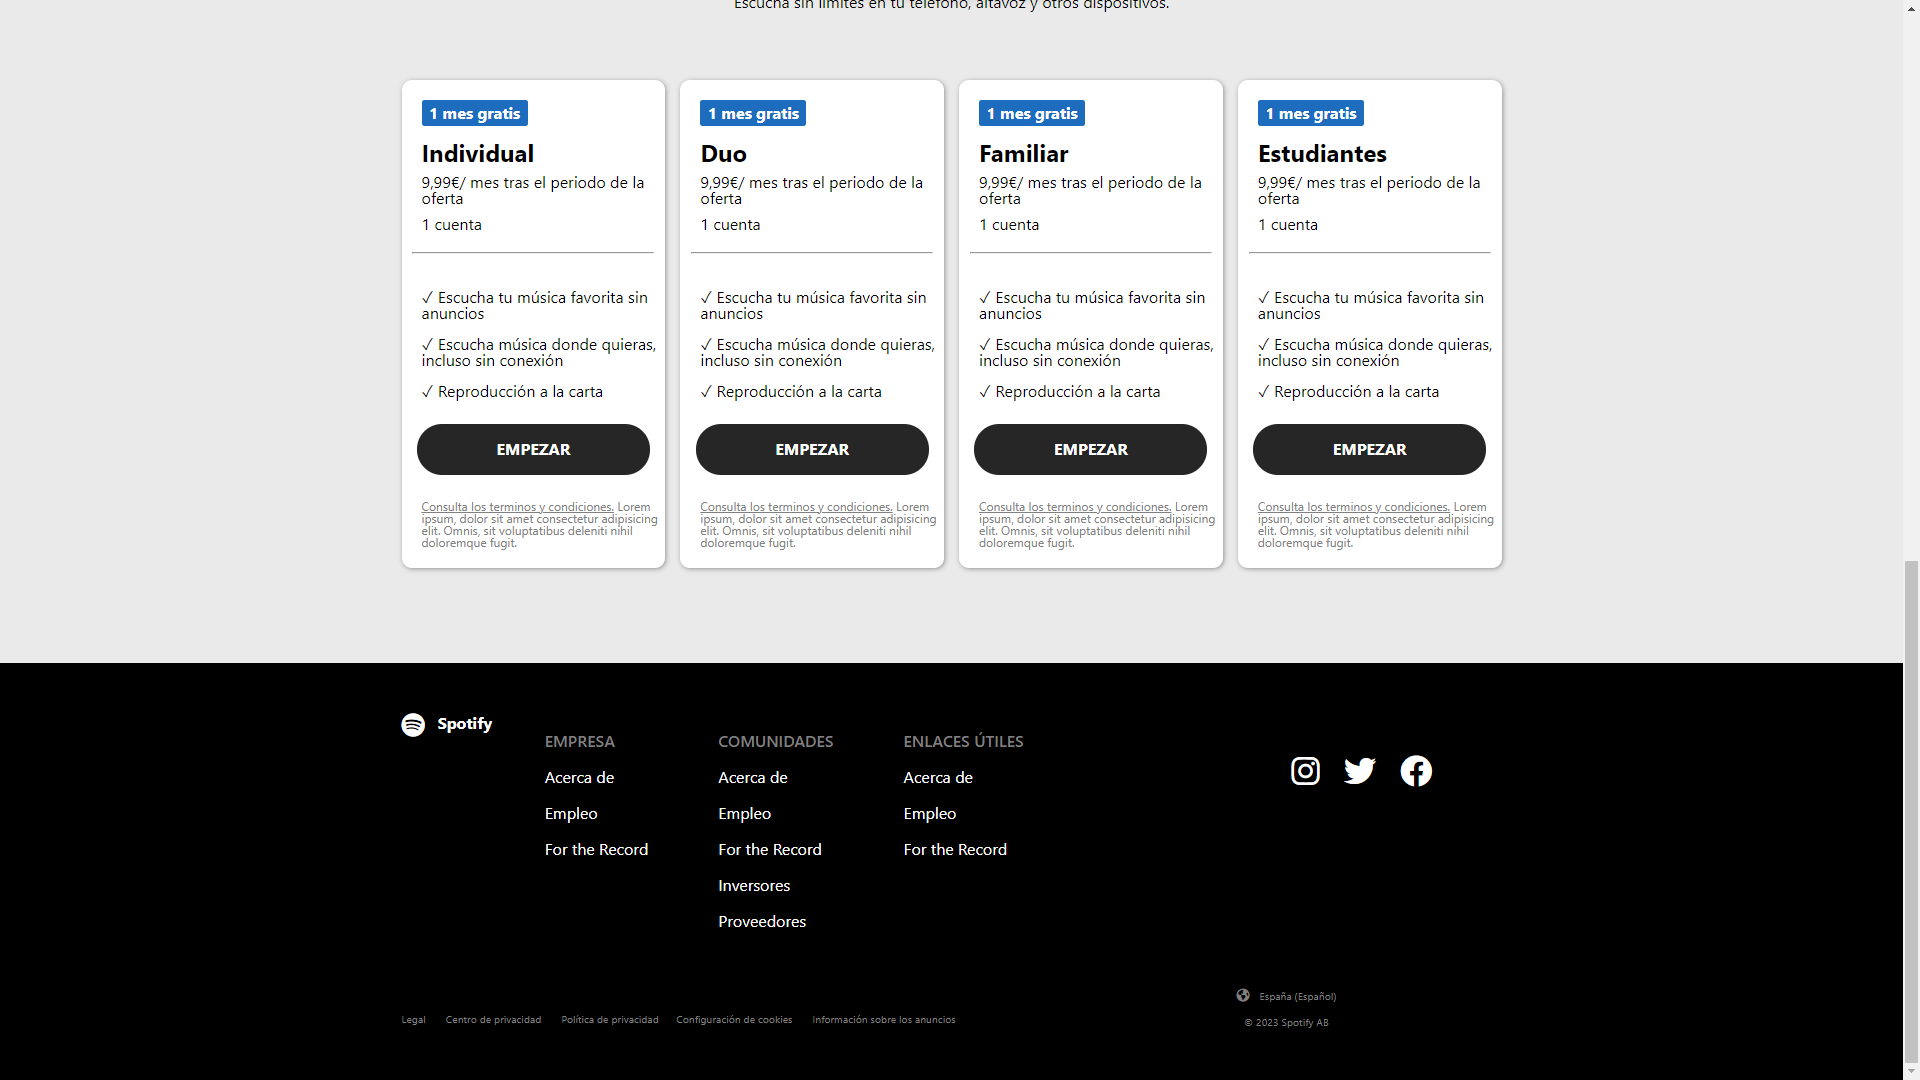 Escucha sin límites en tu teléfono, altavoz y otros dispositivos.
1 mes gratis
Individual
9,99€/ mes tras el periodo de la
oferta
1 cuenta
✓ Escucha tu música favorita sin
anuncios
✓ Escucha música donde quieras,
incluso sin conexión
✓ Reproducción a la carta
EMPEZAR
Consulta los terminos y condiciones. Lorem
ipsum, dolor sit amet consectetur adipisicing
elit. Omnis, sit voluptatibus deleniti nihil
doloremque fugit.
1 mes gratis
Duo
9,99€/ mes tras el periodo de la
oferta
1 cuenta
✓ Escucha tu música favorita sin
anuncios
✓ Escucha música donde quieras,
incluso sin conexión
✓ Reproducción a la carta
EMPEZAR
Consulta los terminos y condiciones. Lorem
ipsum, dolor sit amet consectetur adipisicing
elit. Omnis, sit voluptatibus deleniti nihil
doloremque fugit.
1 mes gratis
Familiar
9,99€/ mes tras el periodo de la
oferta
1 cuenta
✓ Escucha tu música favorita sin
anuncios
✓ Escucha música donde quieras,
incluso sin conexión
✓ Reproducción a la carta
EMPEZAR
Consulta los terminos y condiciones. Lorem
ipsum, dolor sit amet consectetur adipisicing
elit. Omnis, sit voluptatibus deleniti nihil
doloremque fugit.
1 mes gratis
Estudiantes
9,99€/ mes tras el periodo de la
oferta
1 cuenta
✓ Escucha tu música favorita sin
anuncios
✓ Escucha música donde quieras,
incluso sin conexión
✓ Reproducción a la carta
EMPEZAR
Consulta los terminos y condiciones. Lorem
ipsum, dolor sit amet consectetur adipisicing
elit. Omnis, sit voluptatibus deleniti nihil
doloremque fugit.
Spotify
EMPRESA
Acerca de
Empleo
For the Record
COMUNIDADES
Acerca de
Empleo
For the Record
Inversores
Proveedores
ENLACES ÚTILES
Acerca de
Empleo
For the Record
España (Español)
Legal Centro de privacidad Política de privacidad Configuración de cookies Información sobre los anuncios
© 2023 Spotify AB